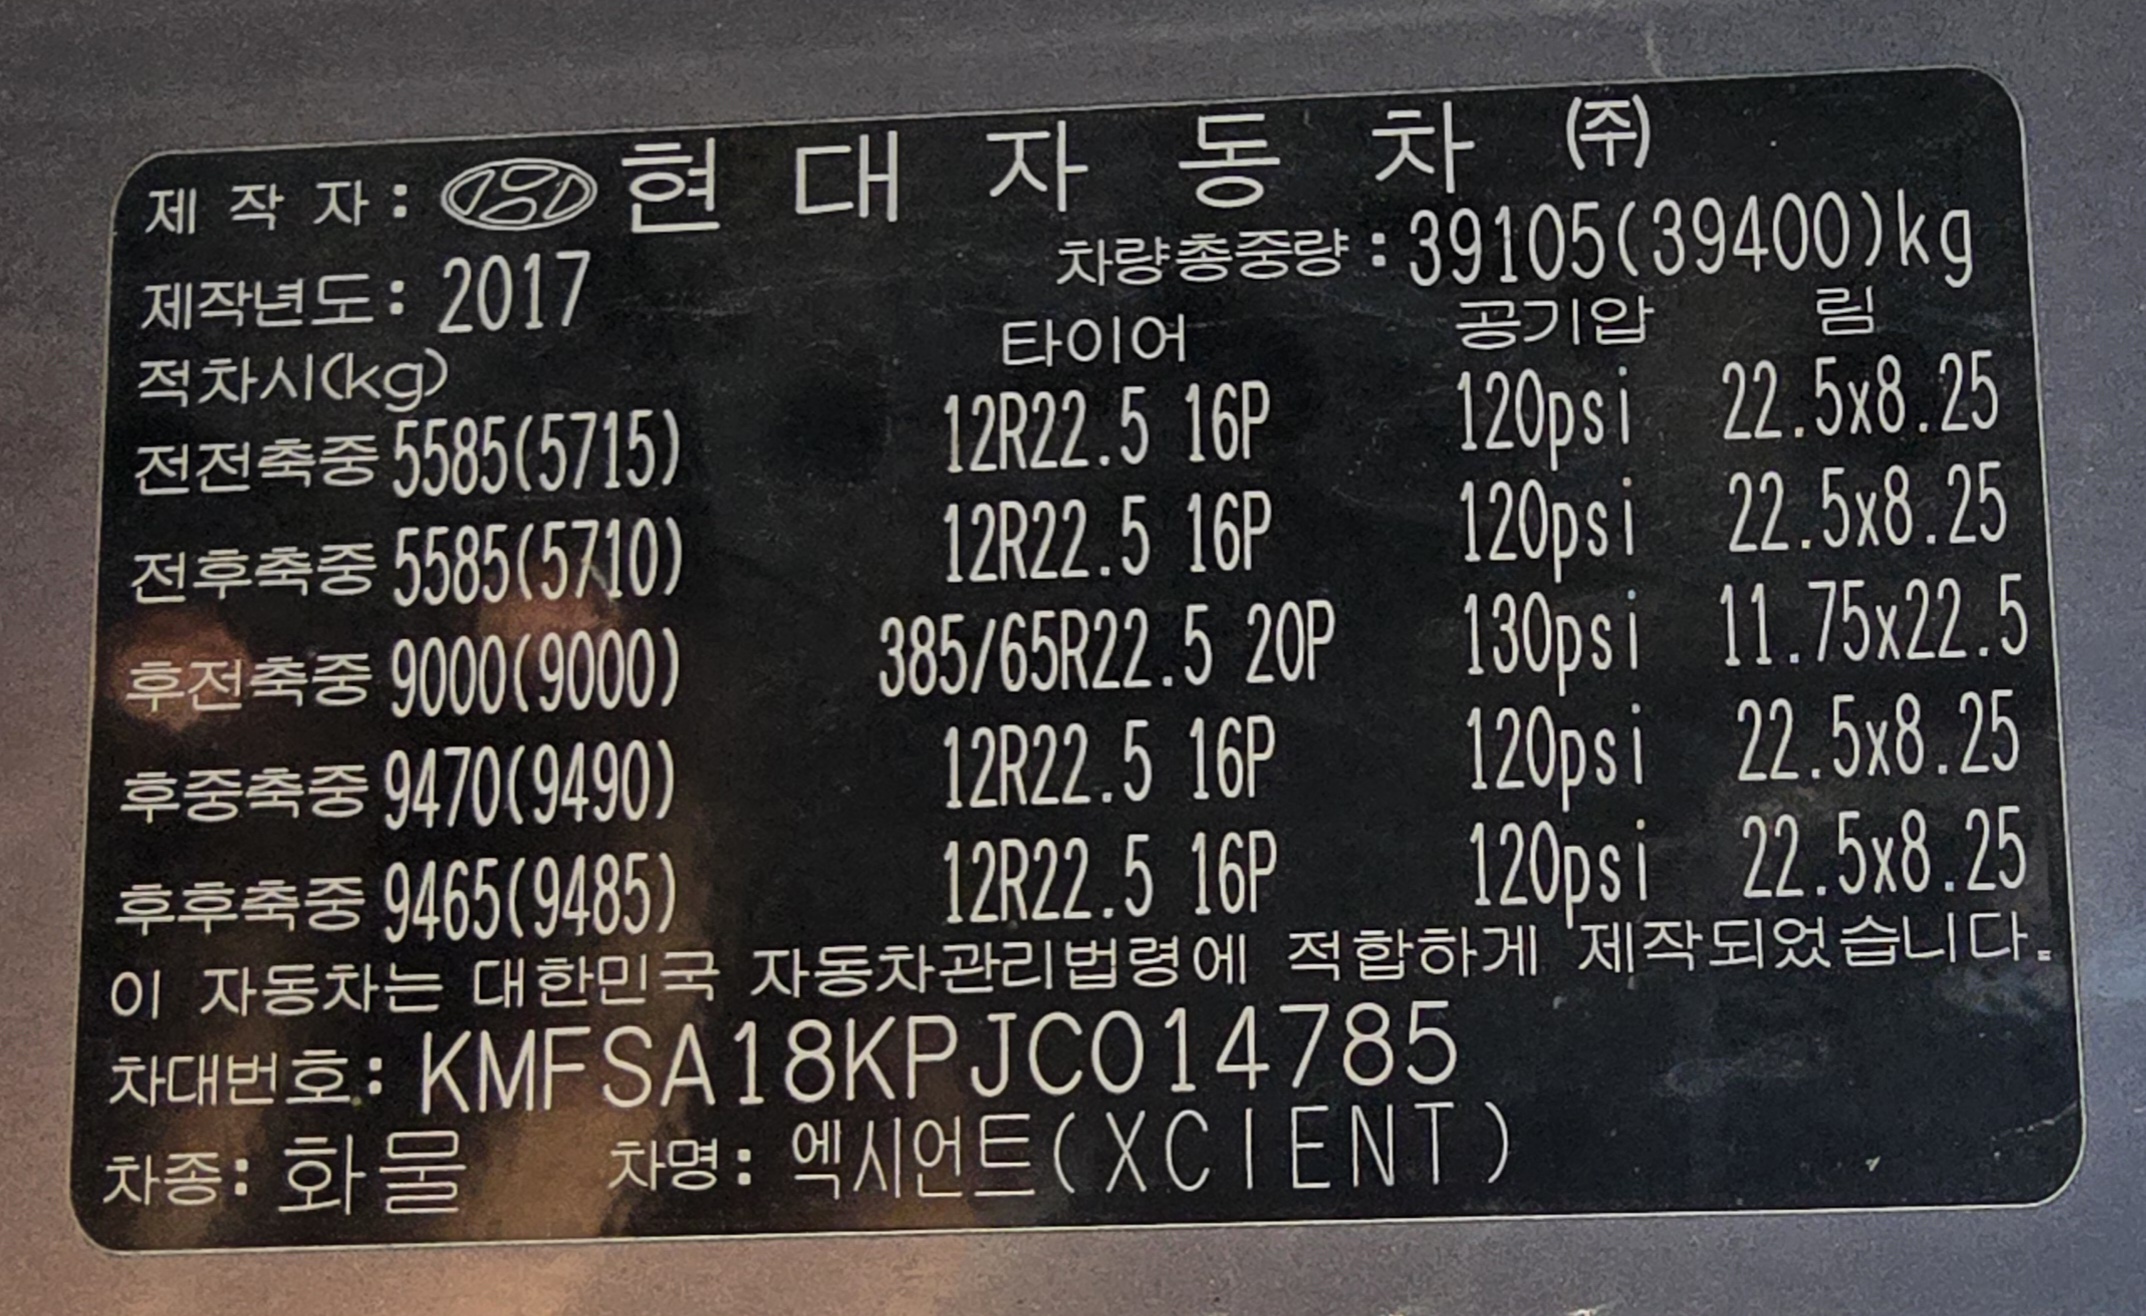 제 작 자 : 현 대 자 동 차 ㈜
제작년도 : 2017 차량총중량 : 39105(39400)kg
적차시(kg) 타이어 공기압 림
전전축중 5585(5715) 12R22.5 16P 120psi 22.5x8.25
전후축중 5585(5710) 12R22.5 16P 120psi 22.5x8.25
후전축중 9000(9000) 385/65R22.5 20P 130psi 11.75x22.5
후중축중 9470(9490) 12R22.5 16P 120psi 22.5x8.25
후후축중 9465(9485) 12R22.5 16P 120psi 22.5x8.25
이 자동차는 대한민국 자동차관리법령에 적합하게 제작되었습니다.
차대번호 : KMFSA18KPJC014785
차종 : 화물 차명 : 엑시언트(XCIENT)